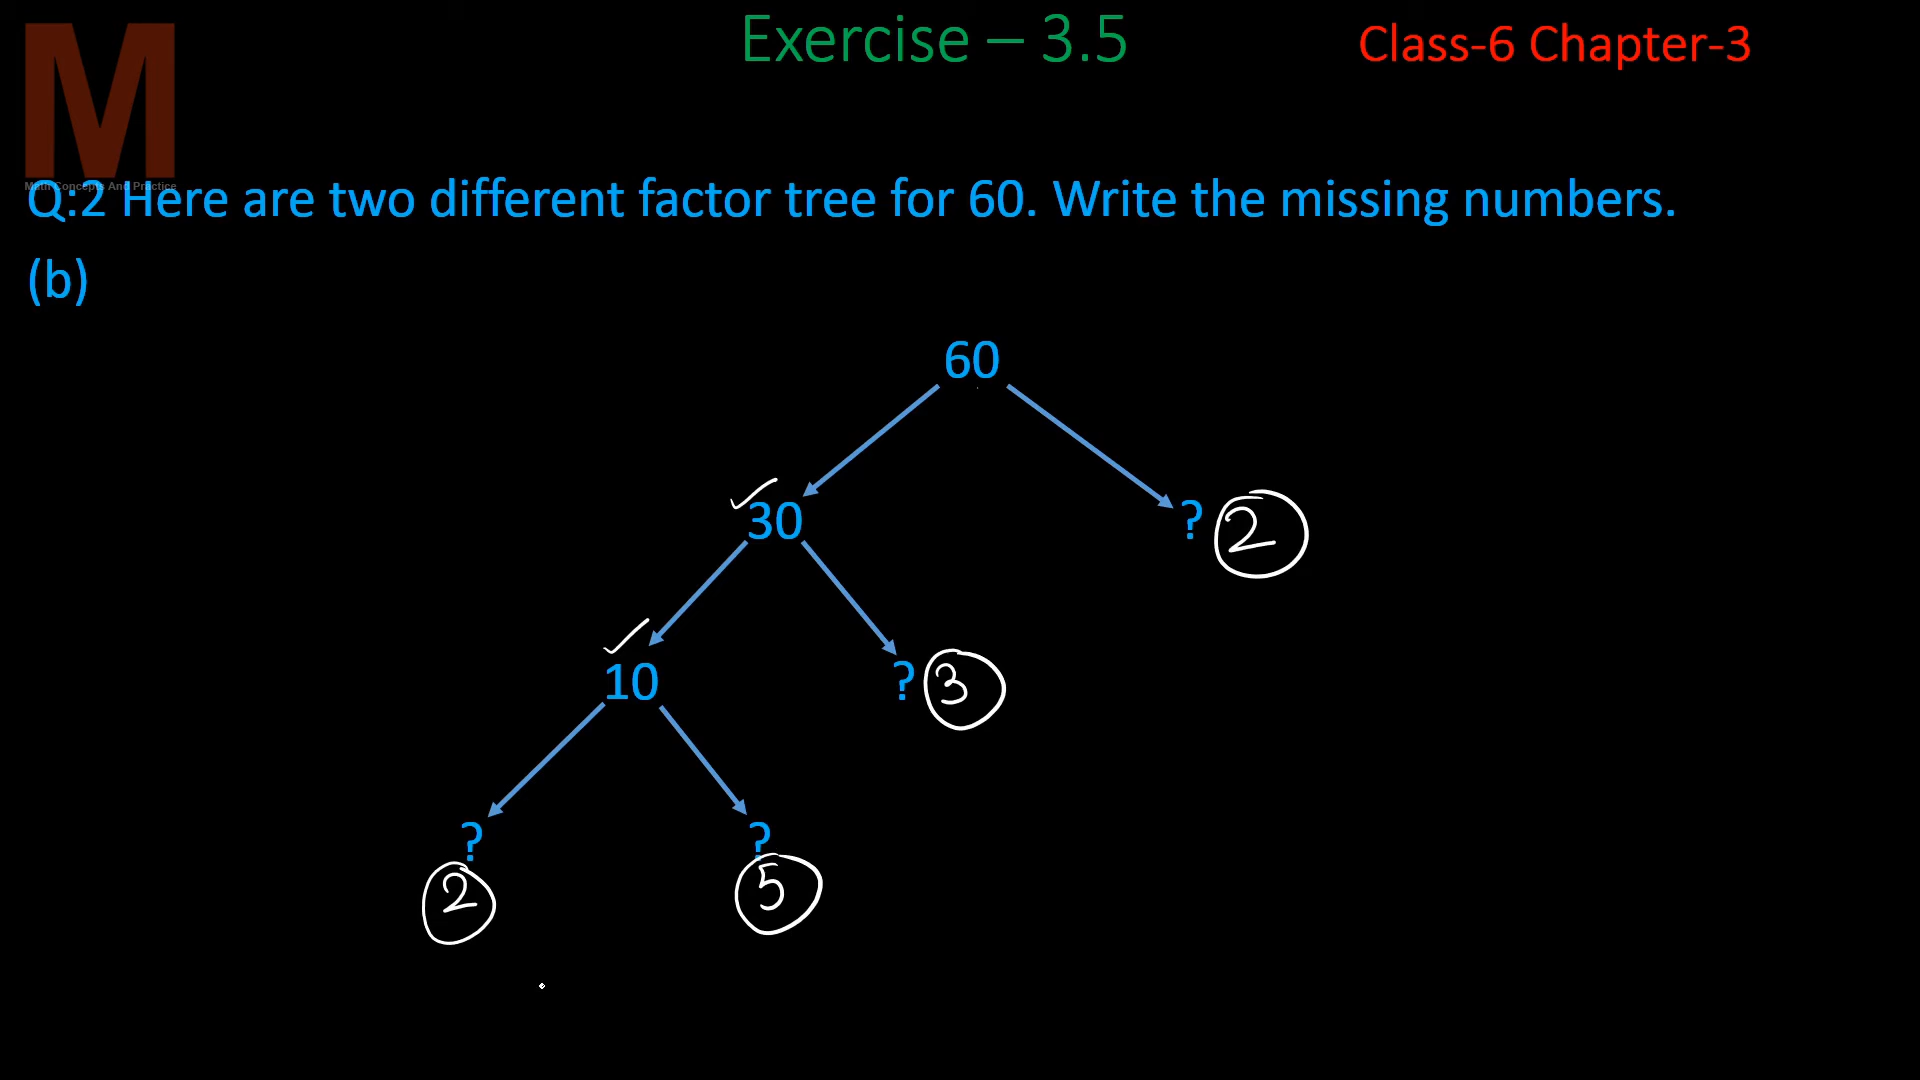 Exercise – 3.5
Class-6 Chapter-3
M
Math Concepts And Practice
Q:2 Here are two different factor tree for 60. Write the missing numbers.
(b)
60
30 ? 2
10 ? 3
? ?
2 5